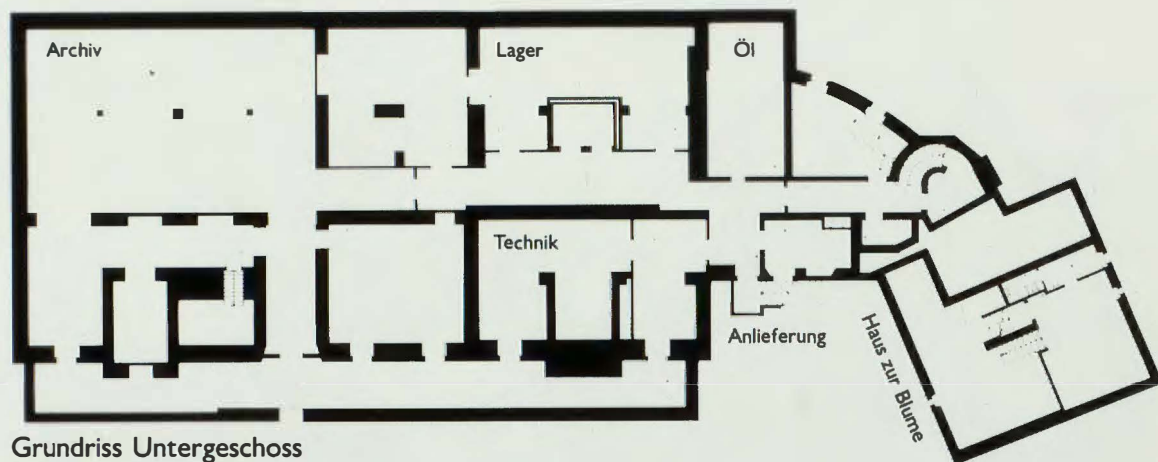 Archiv
Lager
Öl
Technik
Anlieferung
Haus zur Blume
Grundriss Untergeschoss